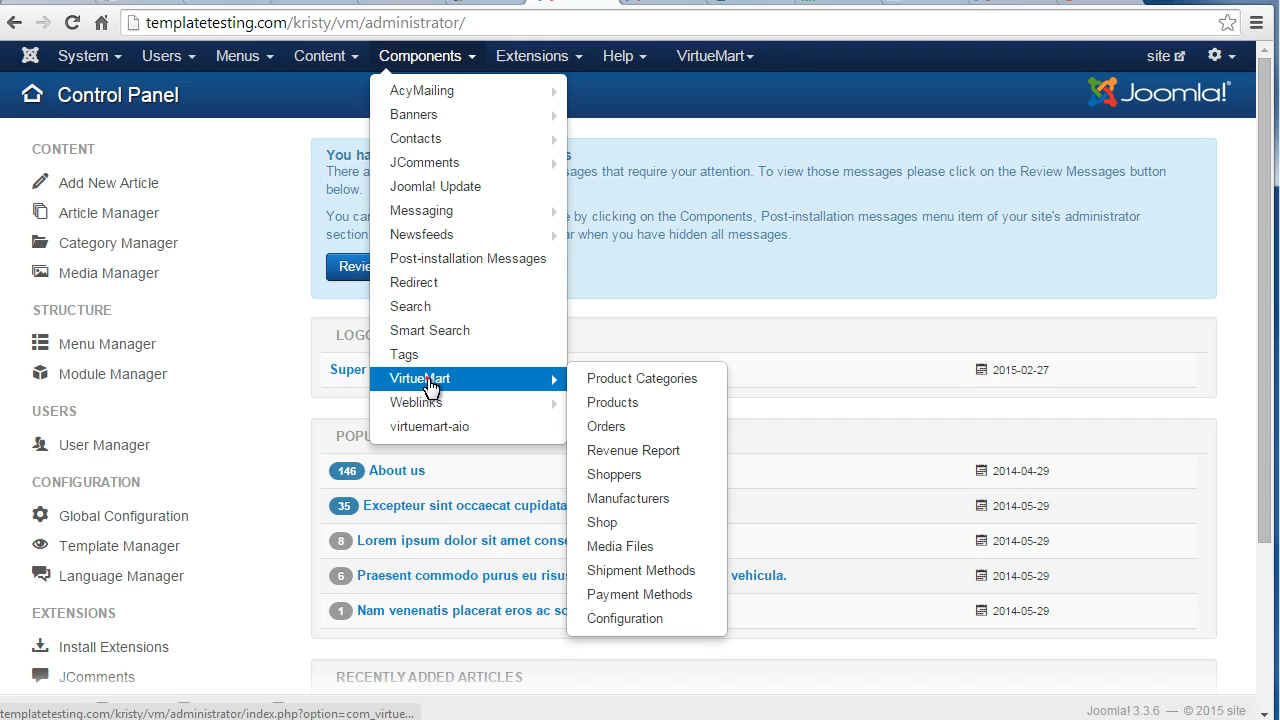 templatetesting.com/kristy/vm/administrator/
System Users Menus Content Components Extensions Help VirtueMart site
Control Panel
Joomla!®
CONTENT
Add New Article
Article Manager
Category Manager
Media Manager
STRUCTURE
Menu Manager
Module Manager
USERS
User Manager
CONFIGURATION
Global Configuration
Template Manager
Language Manager
EXTENSIONS
Install Extensions
JComments
AcyMailing
Banners
Contacts
JComments
Joomla! Update
Messaging
Newsfeeds
Post-installation Messages
Redirect
Search
Smart Search
Tags
VirtueMart
Weblinks
virtuemart-aio
Product Categories
Products
Orders
Revenue Report
Shoppers
Manufacturers
Shop
Media Files
Shipment Methods
Payment Methods
Configuration
You ha
There a
sages that require your attention. To view those messages please click on the Review Messages button
below.
You can
e by clicking on the Components, Post-installation messages menu item of your site's administrator
section.
ar when you have hidden all messages.
Revie
LOGG
Super
2015-02-27
POPU
146 About us 2014-04-29
35 Excepteur sint occaecat cupidata 2014-05-29
8 Lorem ipsum dolor sit amet conse 2014-05-29
6 Praesent commodo purus eu risus vehicula. 2014-05-29
1 Nam venenatis placerat eros ac sc 2014-05-29
RECENTLY ADDED ARTICLES
templatetesting.com/kristy/vm/administrator/index.php?option=com_virtue...
Joomla! 3.3.6 — © 2015 site